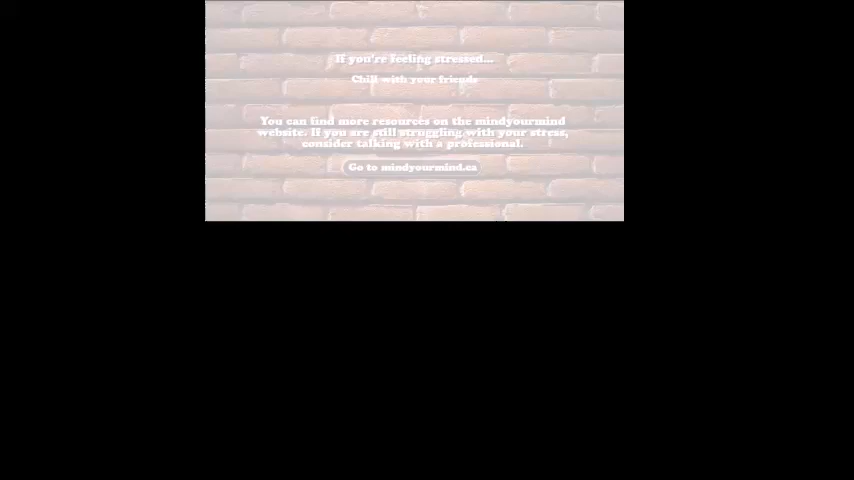 If you're feeling stressed...
Chill with your friends
You can find more resources on the mindyourmind
website. If you are still struggling with your stress,
consider talking with a professional.
Go to mindyourmind.ca